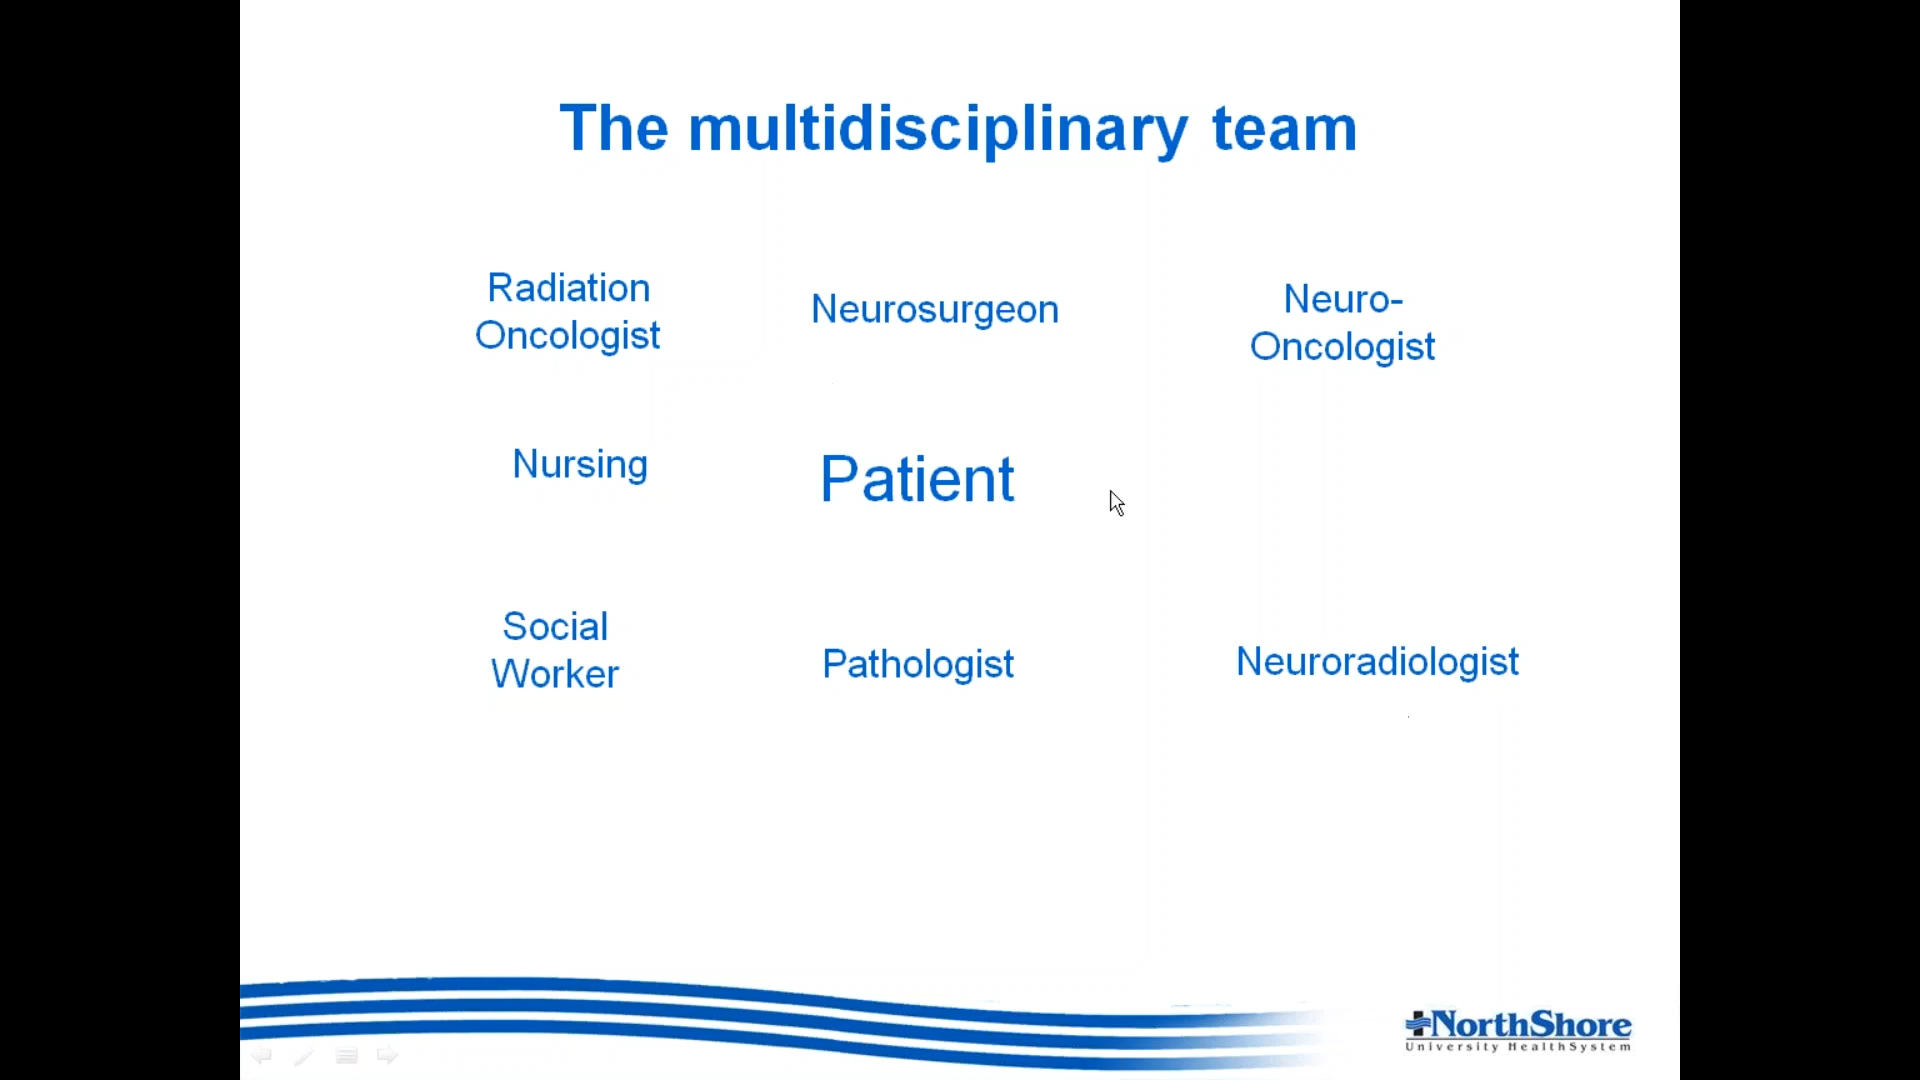 The multidisciplinary team
Radiation
Oncologist
Neurosurgeon
Neuro-
Oncologist
Nursing
Patient
Social
Worker
Pathologist
Neuroradiologist
NorthShore
University HealthSystem